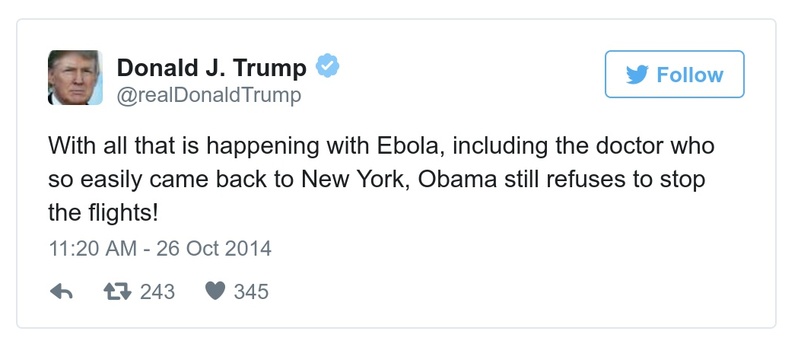 Donald J. Trump
@realDonaldTrump
Follow
With all that is happening with Ebola, including the doctor who
so easily came back to New York, Obama still refuses to stop
the flights!
11:20 AM - 26 Oct 2014
243 345